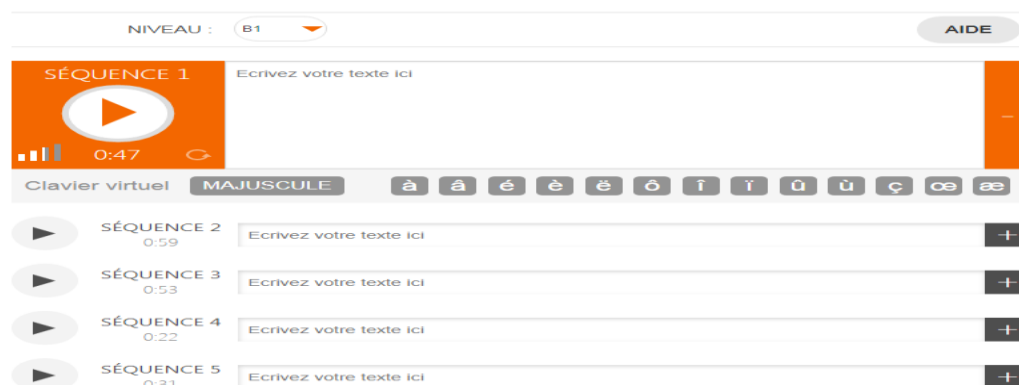 NIVEAU : B1 AIDE
SÉQUENCE 1 Ecrivez votre texte ici
0:47
Clavier virtuel MAJUSCULE à â é è ë ô î ï û ù ç œ æ
SÉQUENCE 2
0:59
Ecrivez votre texte ici
SÉQUENCE 3
0:53
Ecrivez votre texte ici
SÉQUENCE 4
0:22
Ecrivez votre texte ici
SÉQUENCE 5
0:31
Ecrivez votre texte ici